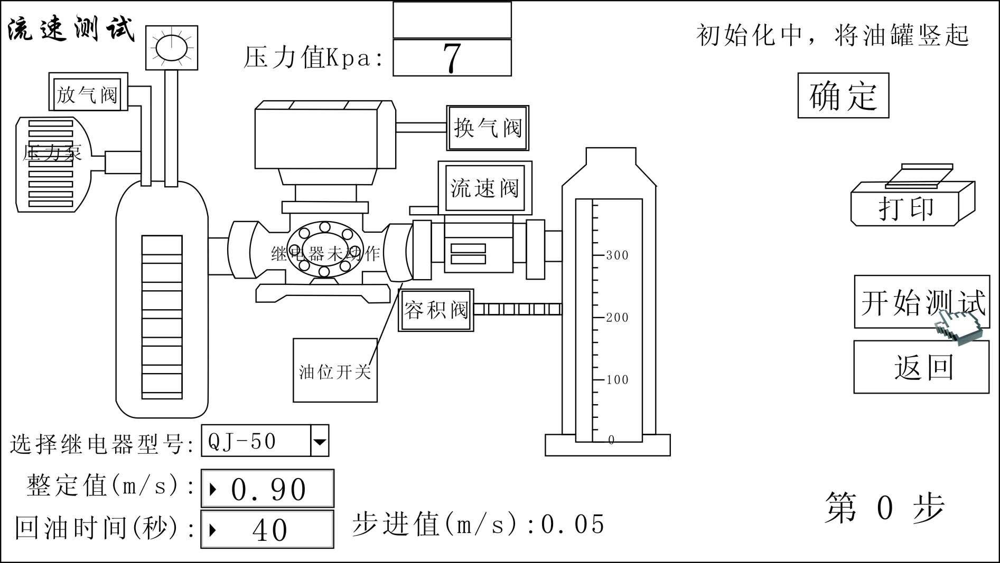 流速测试
初始化中，将油罐竖起
压力值Kpa:
7
放气阀
确定
换气阀
压力泵
流速阀
打印
继电器未动作
300
开始测试
容积阀
200
返回
油位开关
100
选择继电器型号:
QJ-50
0
整定值(m/s):
0.90
第 0 步
回油时间(秒):
40
步进值(m/s):0.05